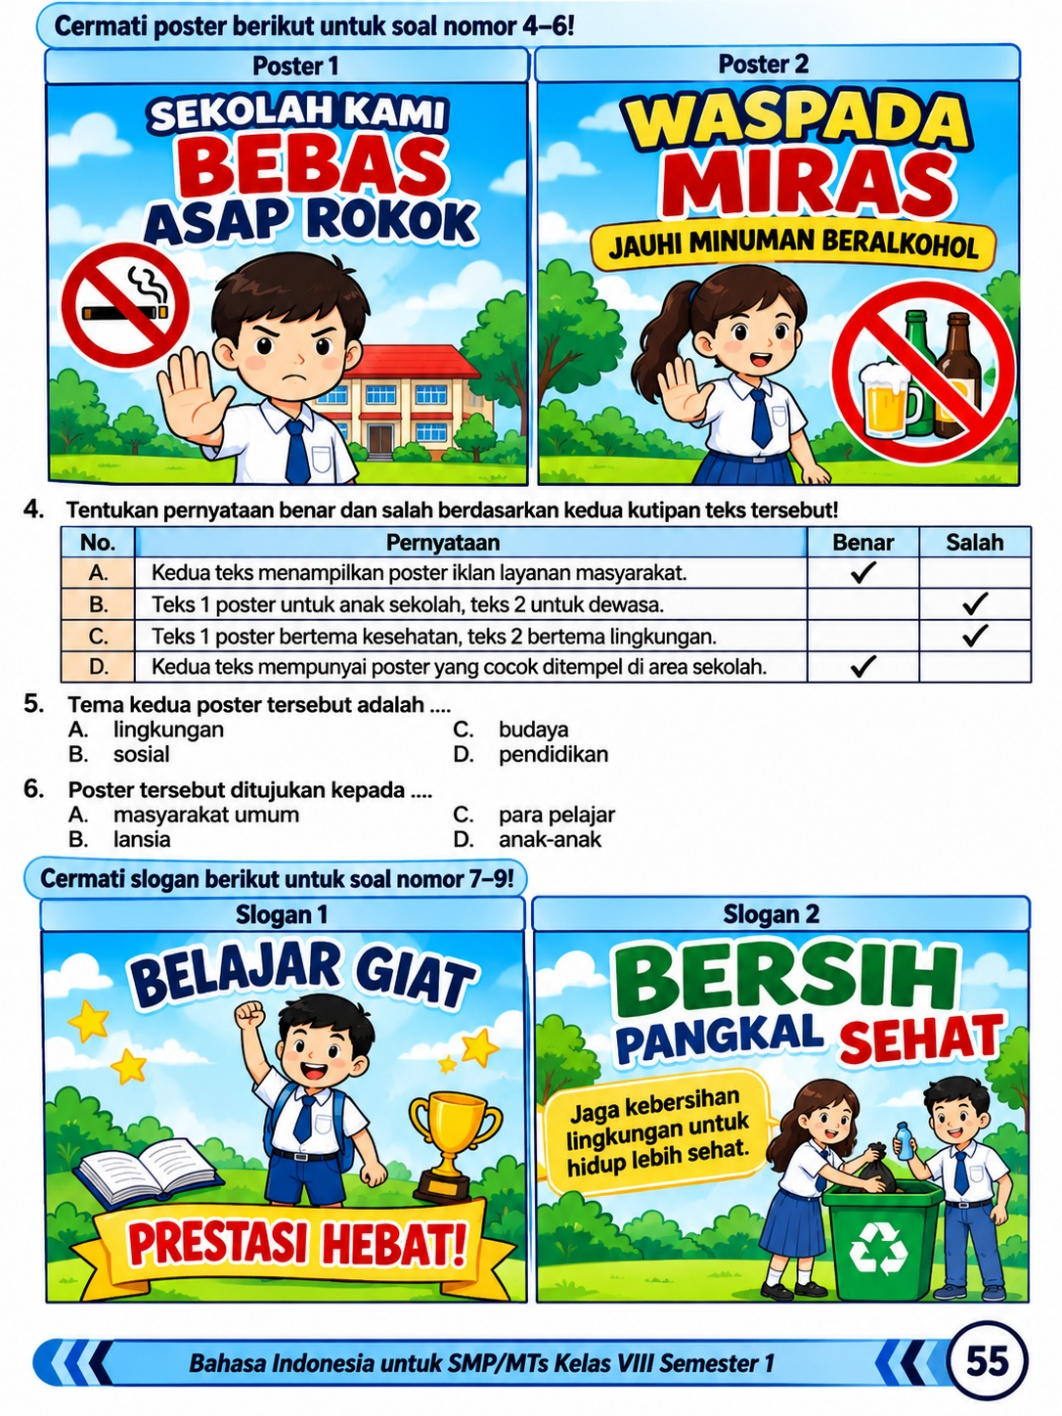 Cermati poster berikut untuk soal nomor 4–6!
Poster 1
SEKOLAH KAMI
BEBAS
ASAP ROKOK
Poster 2
WASPADA
MIRAS
JAUHI MINUMAN BERALKOHOL
4. Tentukan pernyataan benar dan salah berdasarkan kedua kutipan teks tersebut!
No. Pernyataan Benar Salah
A. Kedua teks menampilkan poster iklan layanan masyarakat. ✓
B. Teks 1 poster untuk anak sekolah, teks 2 untuk dewasa. ✓
C. Teks 1 poster bertema kesehatan, teks 2 bertema lingkungan. ✓
D. Kedua teks mempunyai poster yang cocok ditempel di area sekolah. ✓
5. Tema kedua poster tersebut adalah ....
A. lingkungan C. budaya
B. sosial D. pendidikan
6. Poster tersebut ditujukan kepada ....
A. masyarakat umum C. para pelajar
B. lansia D. anak-anak
Cermati slogan berikut untuk soal nomor 7–9!
Slogan 1
BELAJAR GIAT
PRESTASI HEBAT!
Slogan 2
BERSIH
PANGKAL SEHAT
Jaga kebersihan
lingkungan untuk
hidup lebih sehat.
Bahasa Indonesia untuk SMP/MTs Kelas VIII Semester 1
55